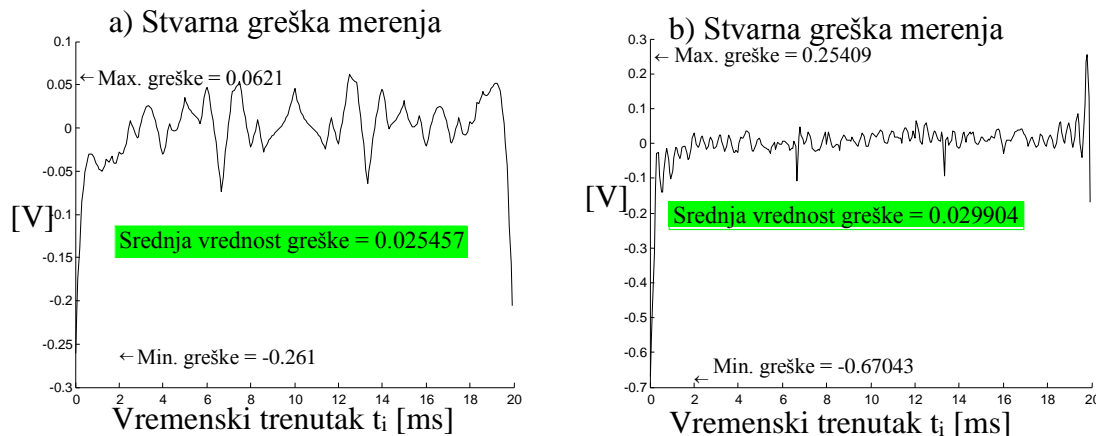 a) Stvarna greška merenja
0.1
0.05
0
-0.05
-0.1
-0.15
-0.2
-0.25
-0.3
[V]
← Max. greške = 0.0621
Srednja vrednost greške = 0.025457
← Min. greške = -0.261
0 2 4 6 8 10 12 14 16 18 20
Vremenski trenutak ti [ms]
b) Stvarna greška merenja
0.3
0.2
0.1
0
-0.1
-0.2
-0.3
-0.4
-0.5
-0.6
-0.7
[V]
← Max. greške = 0.25409
Srednja vrednost greške = 0.029904
← Min. greške = -0.67043
0 2 4 6 8 10 12 14 16 18 20
Vremenski trenutak ti [ms]